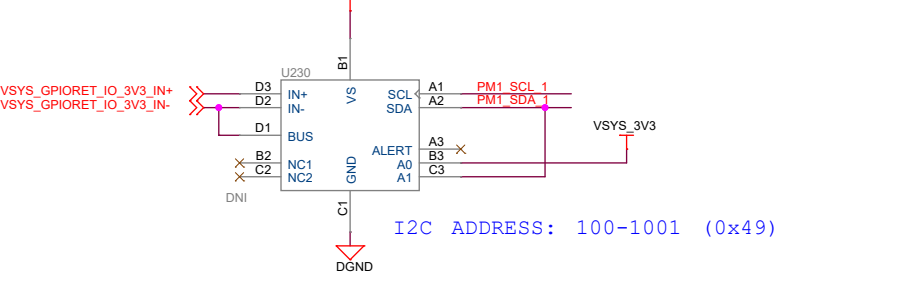 B1
U230
VSYS_GPIORET_IO_3V3_IN+
D3
IN+
VS
SCL
A1
PM1_SCL_1
VSYS_GPIORET_IO_3V3_IN-
D2
IN-
SDA
A2
PM1_SDA_1
VSYS_3V3
D1
BUS
ALERT
A3
B2
NC1
GND
A0
B3
C2
NC2
A1
C3
DNI
C1
I2C ADDRESS: 100-1001 (0x49)
DGND